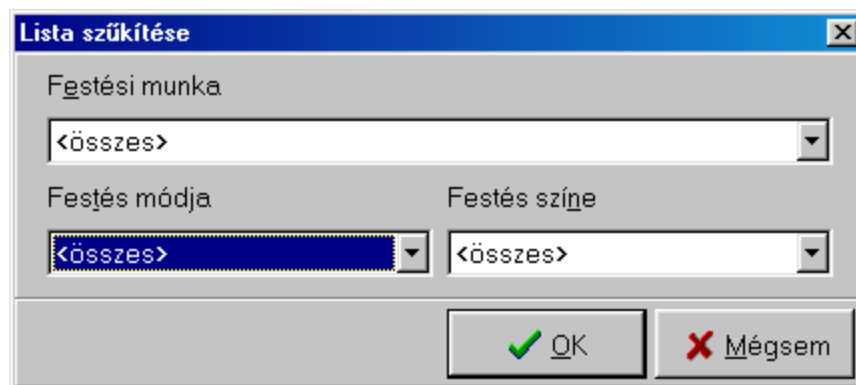 Lista szűkítése
Festési munka
<összes>
Festés módja Festés színe
<összes> <összes>
OK Mégsem